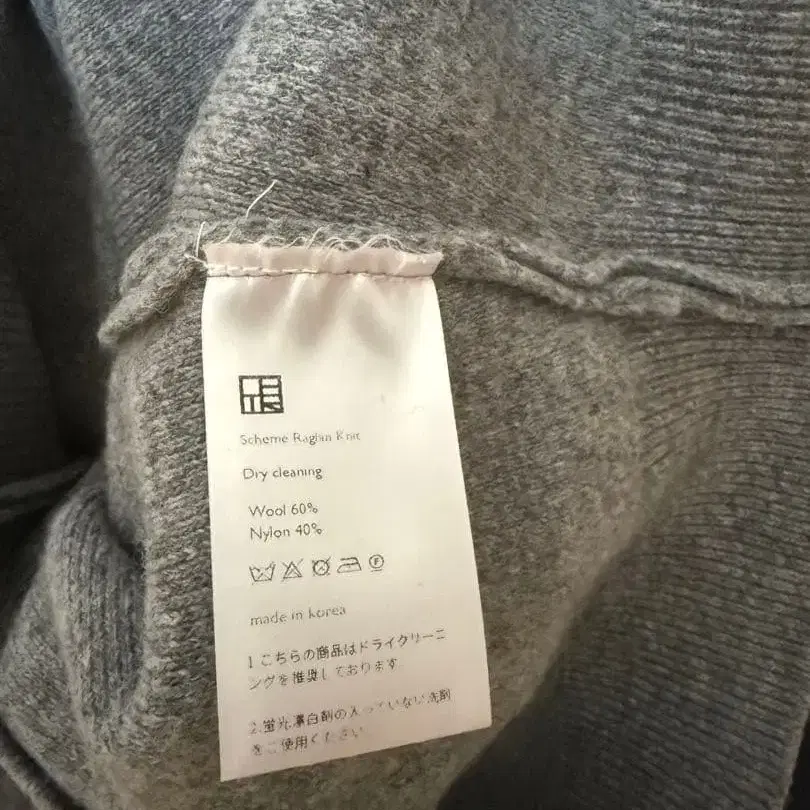 Scheme Raglan Knit
Dry cleaning
Wool 60%
Nylon 40%
made in korea
1.こちらの商品はドライクリーニ
ングを推奨しております
2.蛍光漂白剤の入っていない洗剤
をご使用ください